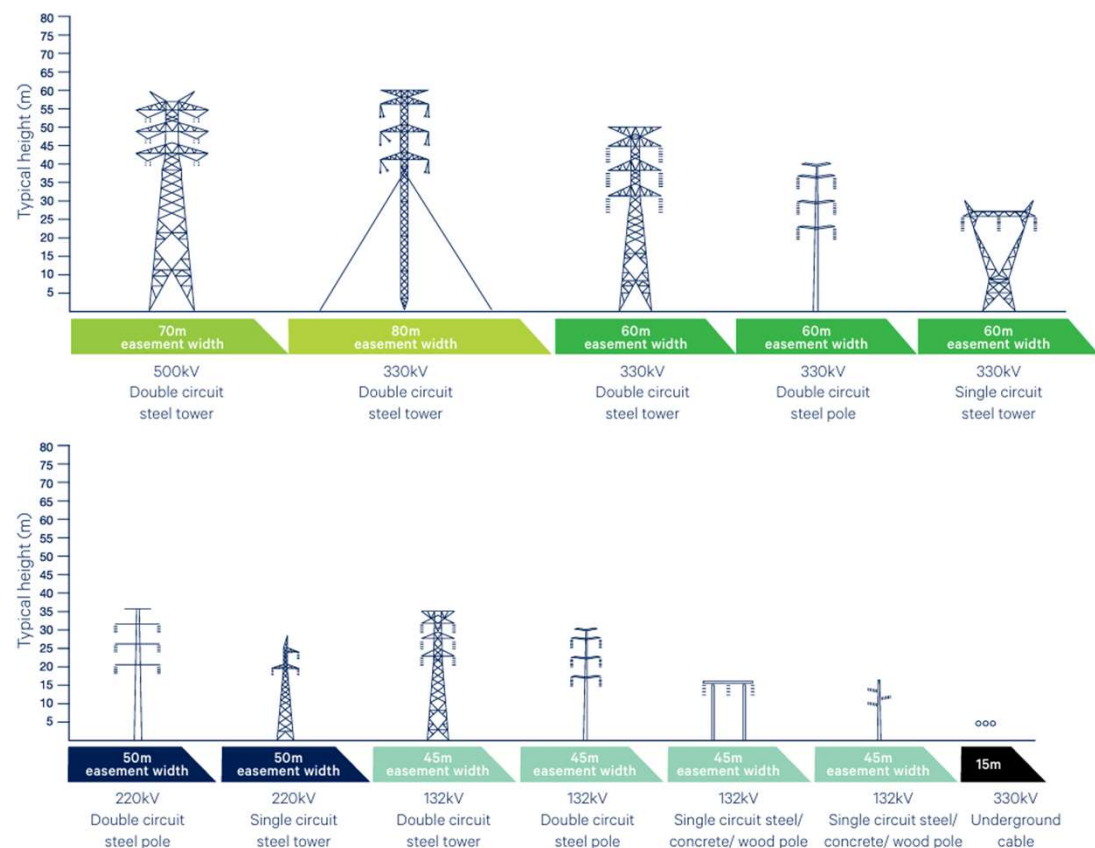 80
75
70
65
60
55
50
45
40
35
30
25
20
15
10
5
Typical height (m)
70m
easement width
80m
easement width
60m
easement width
60m
easement width
60m
easement width
500kV
Double circuit
steel tower
330kV
Double circuit
steel tower
330kV
Double circuit
steel tower
330kV
Double circuit
steel pole
330kV
Single circuit
steel tower
80
75
70
65
60
55
50
45
40
35
30
25
20
15
10
5
Typical height (m)
50m
easement width
50m
easement width
45m
easement width
45m
easement width
45m
easement width
45m
easement width
15m
220kV
Double circuit
steel pole
220kV
Single circuit
steel tower
132kV
Double circuit
steel tower
132kV
Double circuit
steel pole
132kV
Single circuit steel/
concrete/ wood pole
132kV
Single circuit steel/
concrete/ wood pole
330kV
Underground
cable